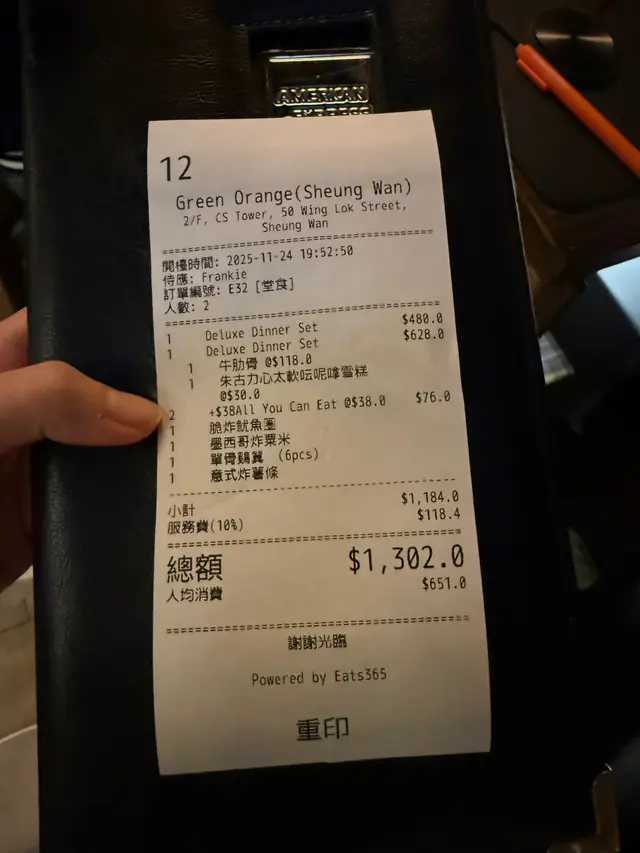 AMERICAN
EXPRESS
12
Green Orange(Sheung Wan)
2/F, CS Tower, 50 Wing Lok Street,
Sheung Wan
開檯時間: 2025-11-24 19:52:50
侍應: Frankie
訂單編號: E32 [堂食]
人數: 2
1 Deluxe Dinner Set $480.0
1 Deluxe Dinner Set $628.0
1 牛肋骨 @$118.0
1 朱古力心太軟呍呢嗱雪糕
@$30.0
2 +$38All You Can Eat @$38.0 $76.0
1 脆炸魷魚圈
1 墨西哥炸粟米
1 單骨鷄翼 (6pcs)
1 意式炸薯條
小計 $1,184.0
服務費(10%) $118.4
總額 $1,302.0
人均消費 $651.0
謝謝光臨
Powered by Eats365
重印